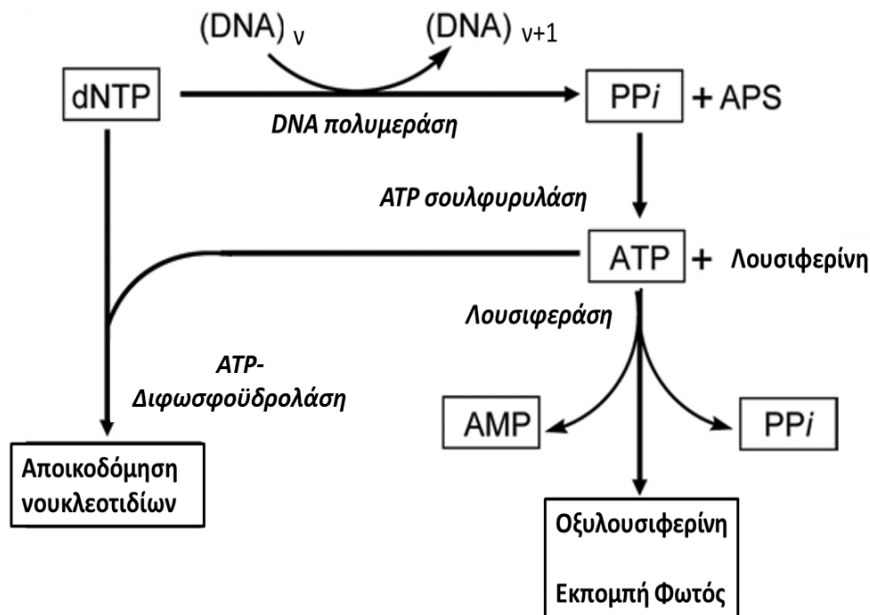 (DNA) ν (DNA) ν+1
dNTP PPi + APS
DNA πολυμεράση
ATP σουλφυρυλάση
ATP + Λουσιφερίνη
Λουσιφεράση
ATP-
Διφωσφοϋδρολάση
AMP PPi
Αποικοδόμηση
νουκλεοτιδίων
Οξυλουσιφερίνη
Εκπομπή Φωτός